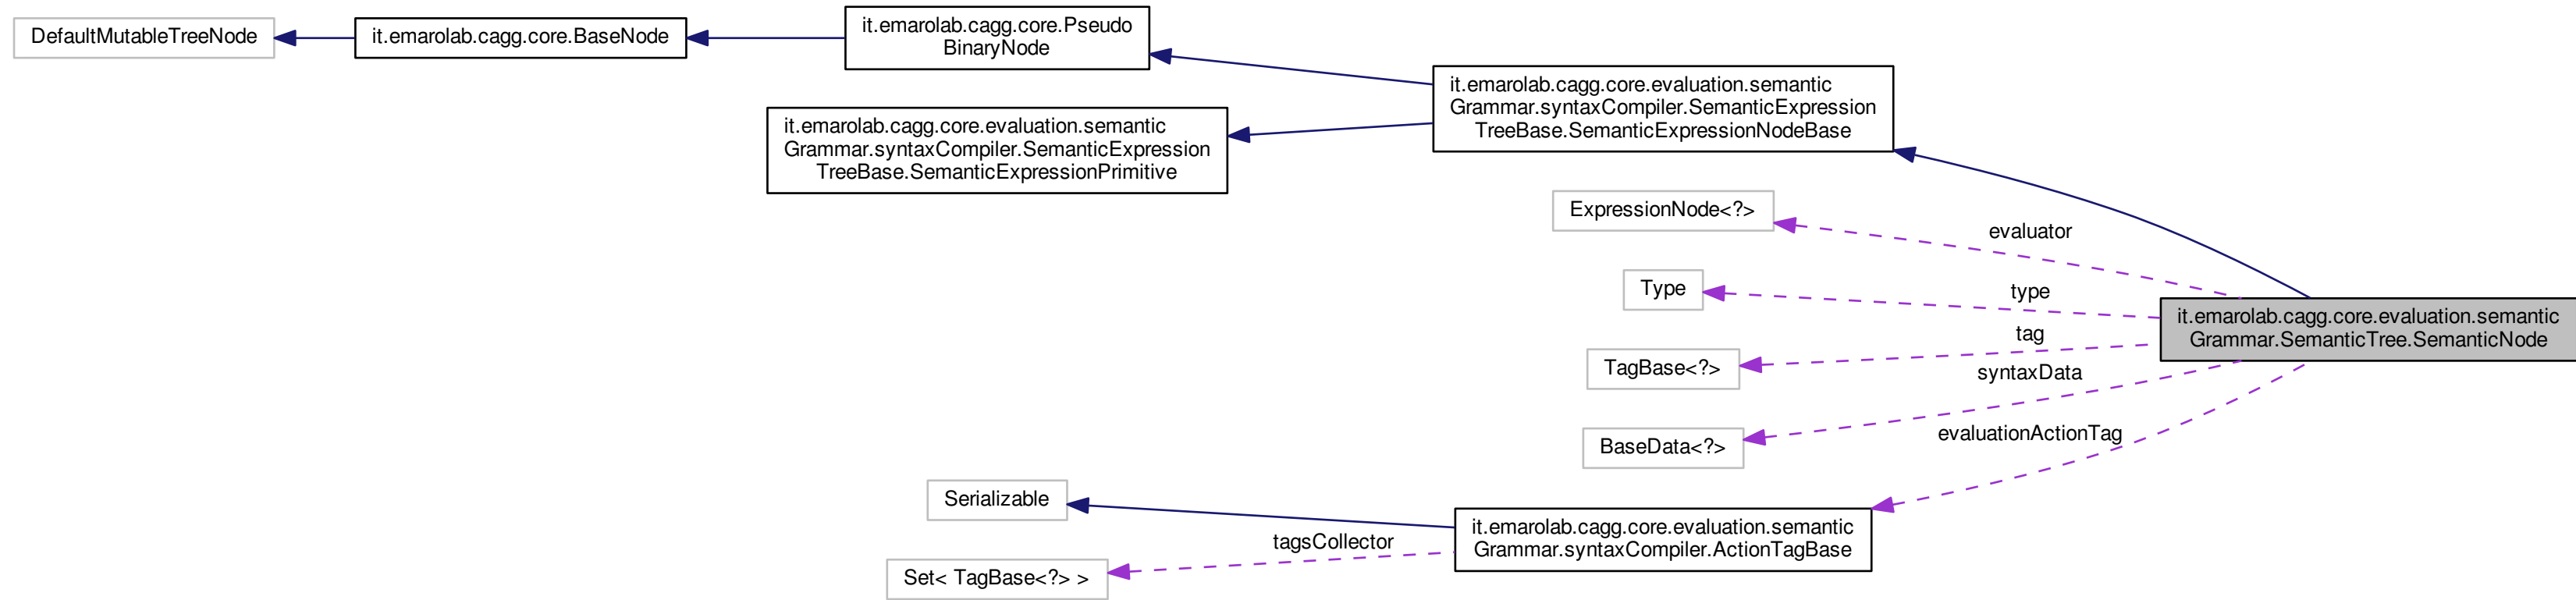 DefaultMutableTreeNode
it.emarolab.cagg.core.BaseNode
it.emarolab.cagg.core.Pseudo
BinaryNode
it.emarolab.cagg.core.evaluation.semantic
Grammar.syntaxCompiler.SemanticExpression
TreeBase.SemanticExpressionNodeBase
it.emarolab.cagg.core.evaluation.semantic
Grammar.syntaxCompiler.SemanticExpression
TreeBase.SemanticExpressionPrimitive
ExpressionNode<?>
evaluator
Type
type
it.emarolab.cagg.core.evaluation.semantic
Grammar.SemanticTree.SemanticNode
tag
TagBase<?>
syntaxData
BaseData<?>
evaluationActionTag
Serializable
it.emarolab.cagg.core.evaluation.semantic
Grammar.syntaxCompiler.ActionTagBase
tagsCollector
Set< TagBase<?> >